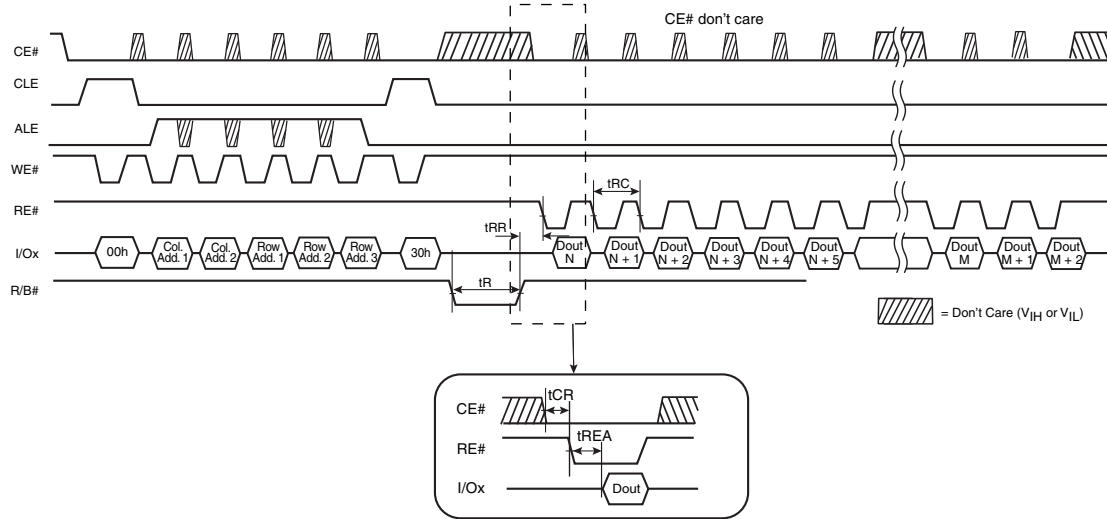 CE# don't care
CE#
CLE
ALE
WE#
tRC
RE#
tRR
I/Ox
00h
Col. Add. 1
Col. Add. 2
Row Add. 1
Row Add. 2
Row Add. 3
30h
Dout N
Dout N + 1
Dout N + 2
Dout N + 3
Dout N + 4
Dout N + 5
Dout M
Dout M + 1
Dout M + 2
tR
R/B#
= Don't Care (VIH or VIL)
tCR
CE#
tREA
RE#
I/Ox
Dout